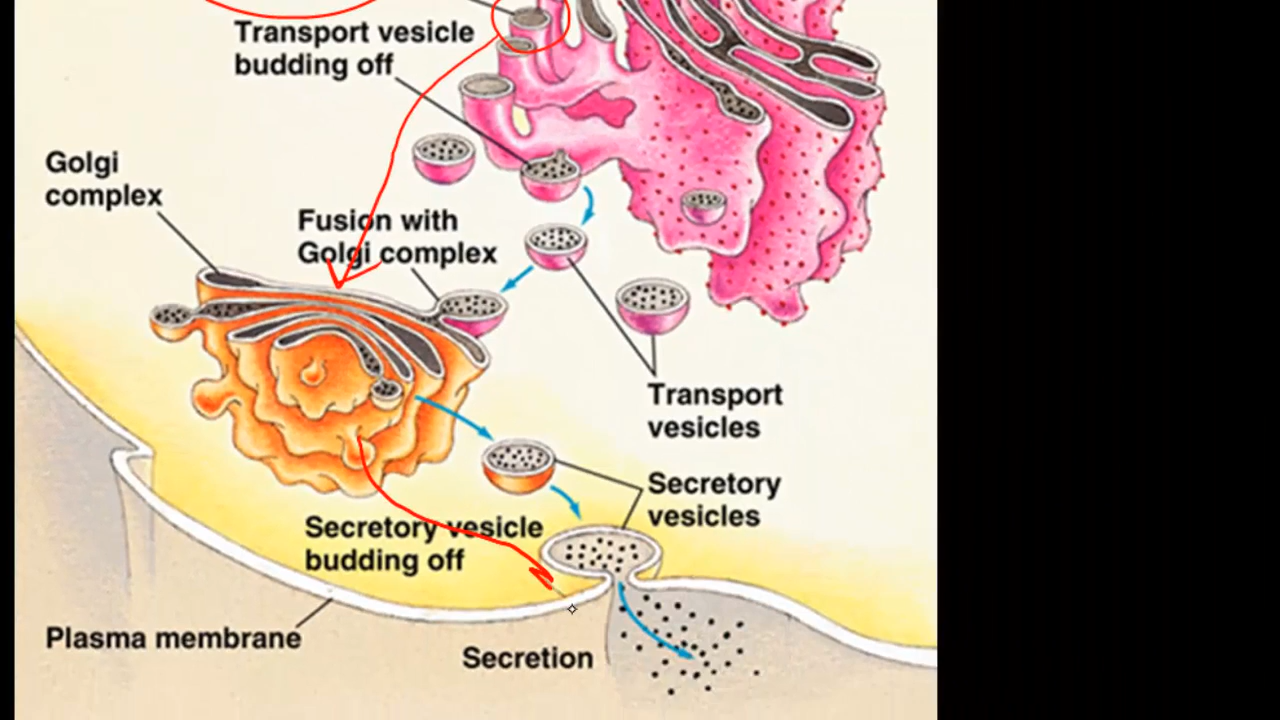 Transport vesicle
budding off
Golgi
complex
Fusion with
Golgi complex
Transport
vesicles
Secretory
vesicles
Secretory vesicle
budding off
Plasma membrane
Secretion